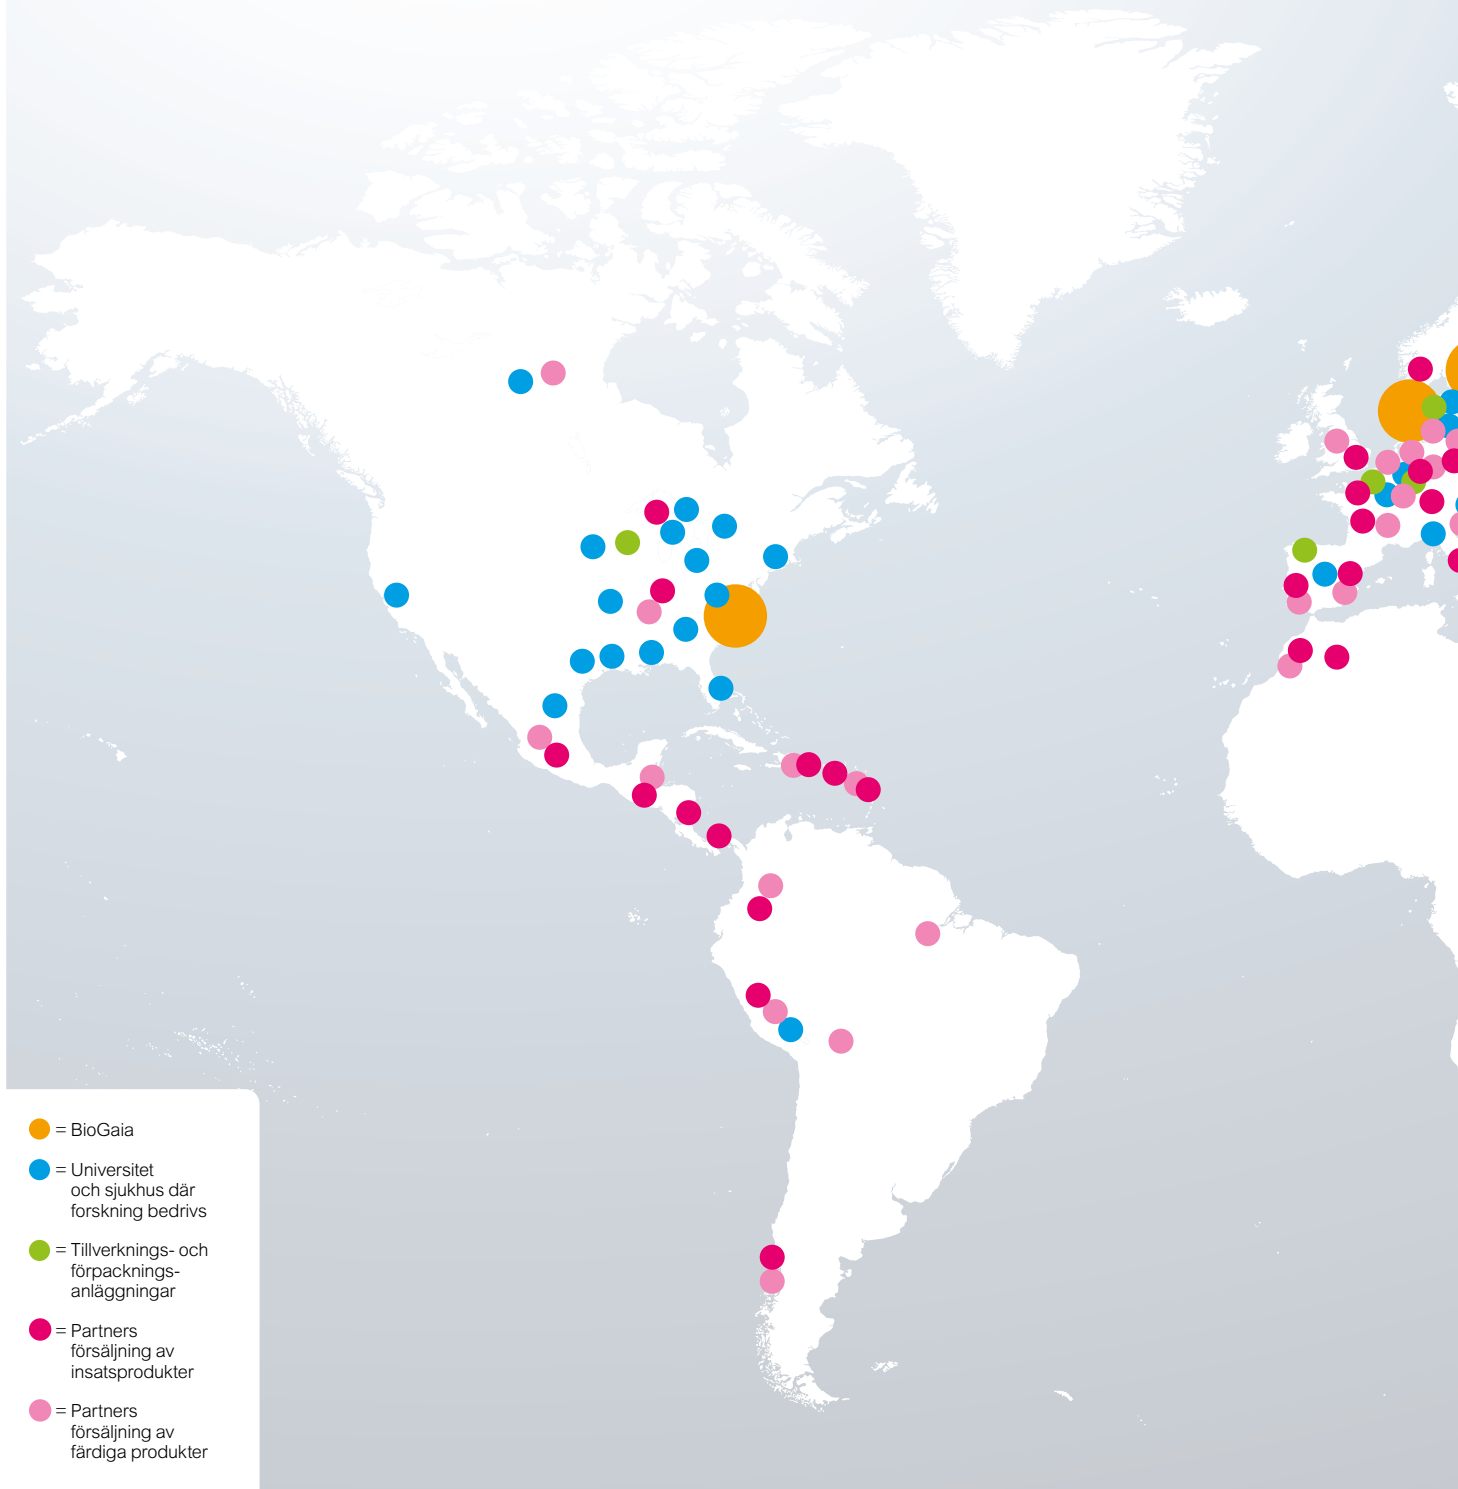 = BioGaia
= Universitet
och sjukhus där
forskning bedrivs
= Tillverknings- och
förpacknings-
anläggningar
= Partners
försäljning av
insatsprodukter
= Partners
försäljning av
färdiga produkter